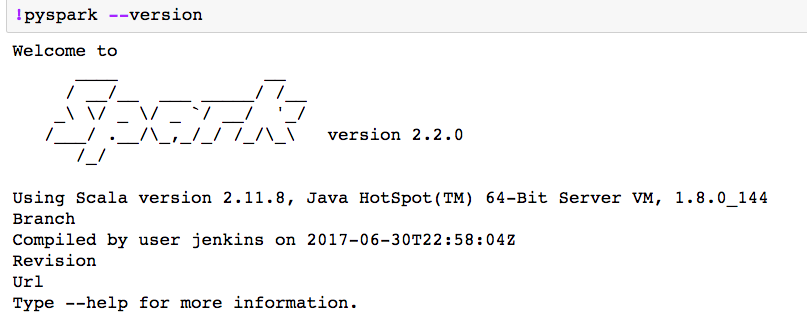 !pyspark --version
Welcome to
      ____              __
     / __/__  ___ _____/ /__
    _\ \/ _ \/ _ `/ __/  '_/
   /___/ .__/\_,_/_/ /_/\_\   version 2.2.0
      /_/
Using Scala version 2.11.8, Java HotSpot(TM) 64-Bit Server VM, 1.8.0_144
Branch
Compiled by user jenkins on 2017-06-30T22:58:04Z
Revision
Url
Type --help for more information.